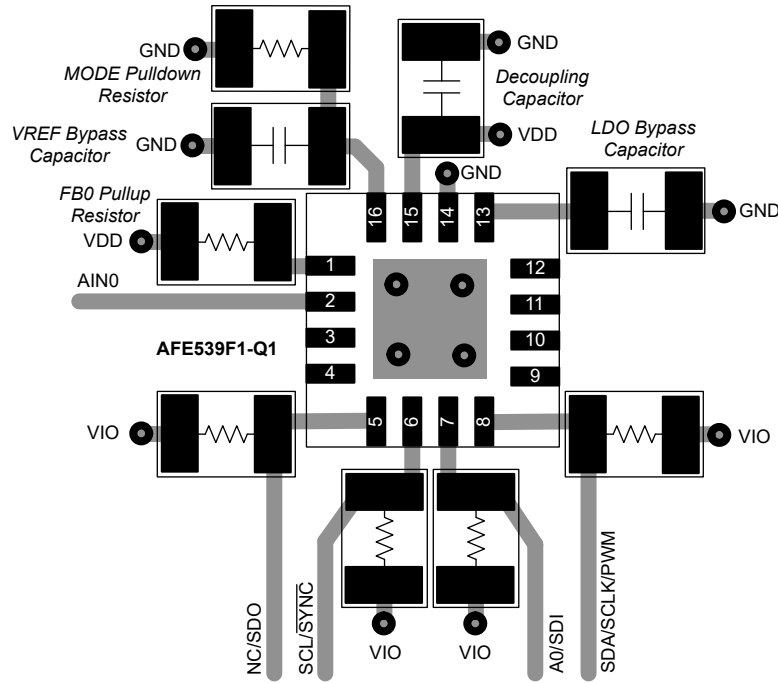 GND
MODE Pulldown
Resistor
GND
Decoupling
Capacitor
VDD
VREF Bypass
Capacitor
GND
LDO Bypass
Capacitor
GND
GND
FB0 Pullup
Resistor
VDD
16
15
14
13
1
2
3
4
12
11
10
9
AIN0
AFE539F1-Q1
5
6
7
8
VIO
VIO
NC/SDO
SCL/SYNC
VIO
VIO
A0/SDI
SDA/SCLK/PWM